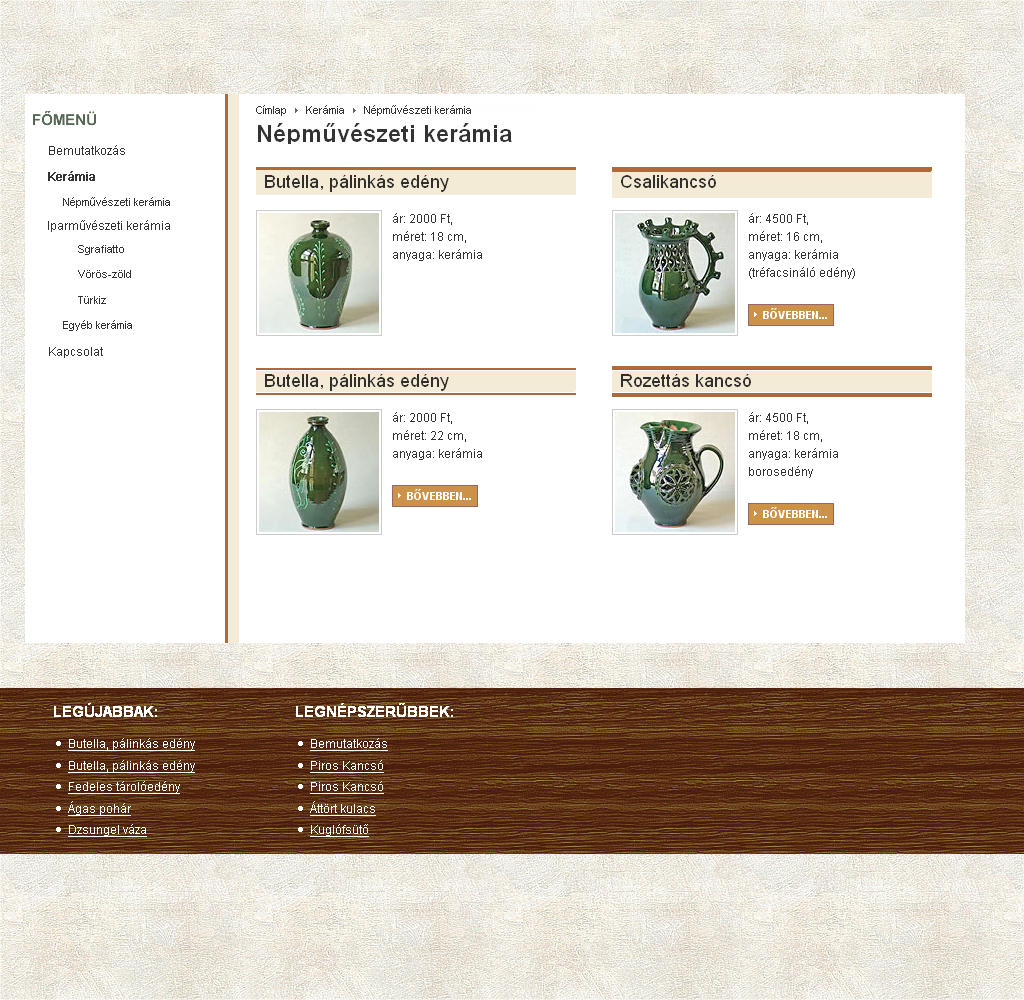 FŐMENÜ
Bemutatkozás
Kerámia
Népművészeti kerámia
Iparművészeti kerámia
Sgrafiatto
Vörös-zöld
Türkiz
Egyéb kerámia
Kapcsolat
Címlap Kerámia Népművészeti kerámia
Népművészeti kerámia
Butella, pálinkás edény
ár: 2000 Ft,
méret: 18 cm,
anyaga: kerámia
Csalikancsó
ár: 4500 Ft,
méret: 16 cm,
anyaga: kerámia
(tréfacsináló edény)
BŐVEBBEN...
Butella, pálinkás edény
ár: 2000 Ft,
méret: 22 cm,
anyaga: kerámia
BŐVEBBEN...
Rozettás kancsó
ár: 4500 Ft,
méret: 18 cm,
anyaga: kerámia
borosedény
BŐVEBBEN...
LEGÚJABBAK:
Butella, pálinkás edény
Butella, pálinkás edény
Fedeles tárolóedény
Ágas pohár
Dzsungel váza
LEGNÉPSZERŰBBEK:
Bemutatkozás
Piros Kancsó
Piros Kancsó
Áttört kulacs
Kuglófsütő